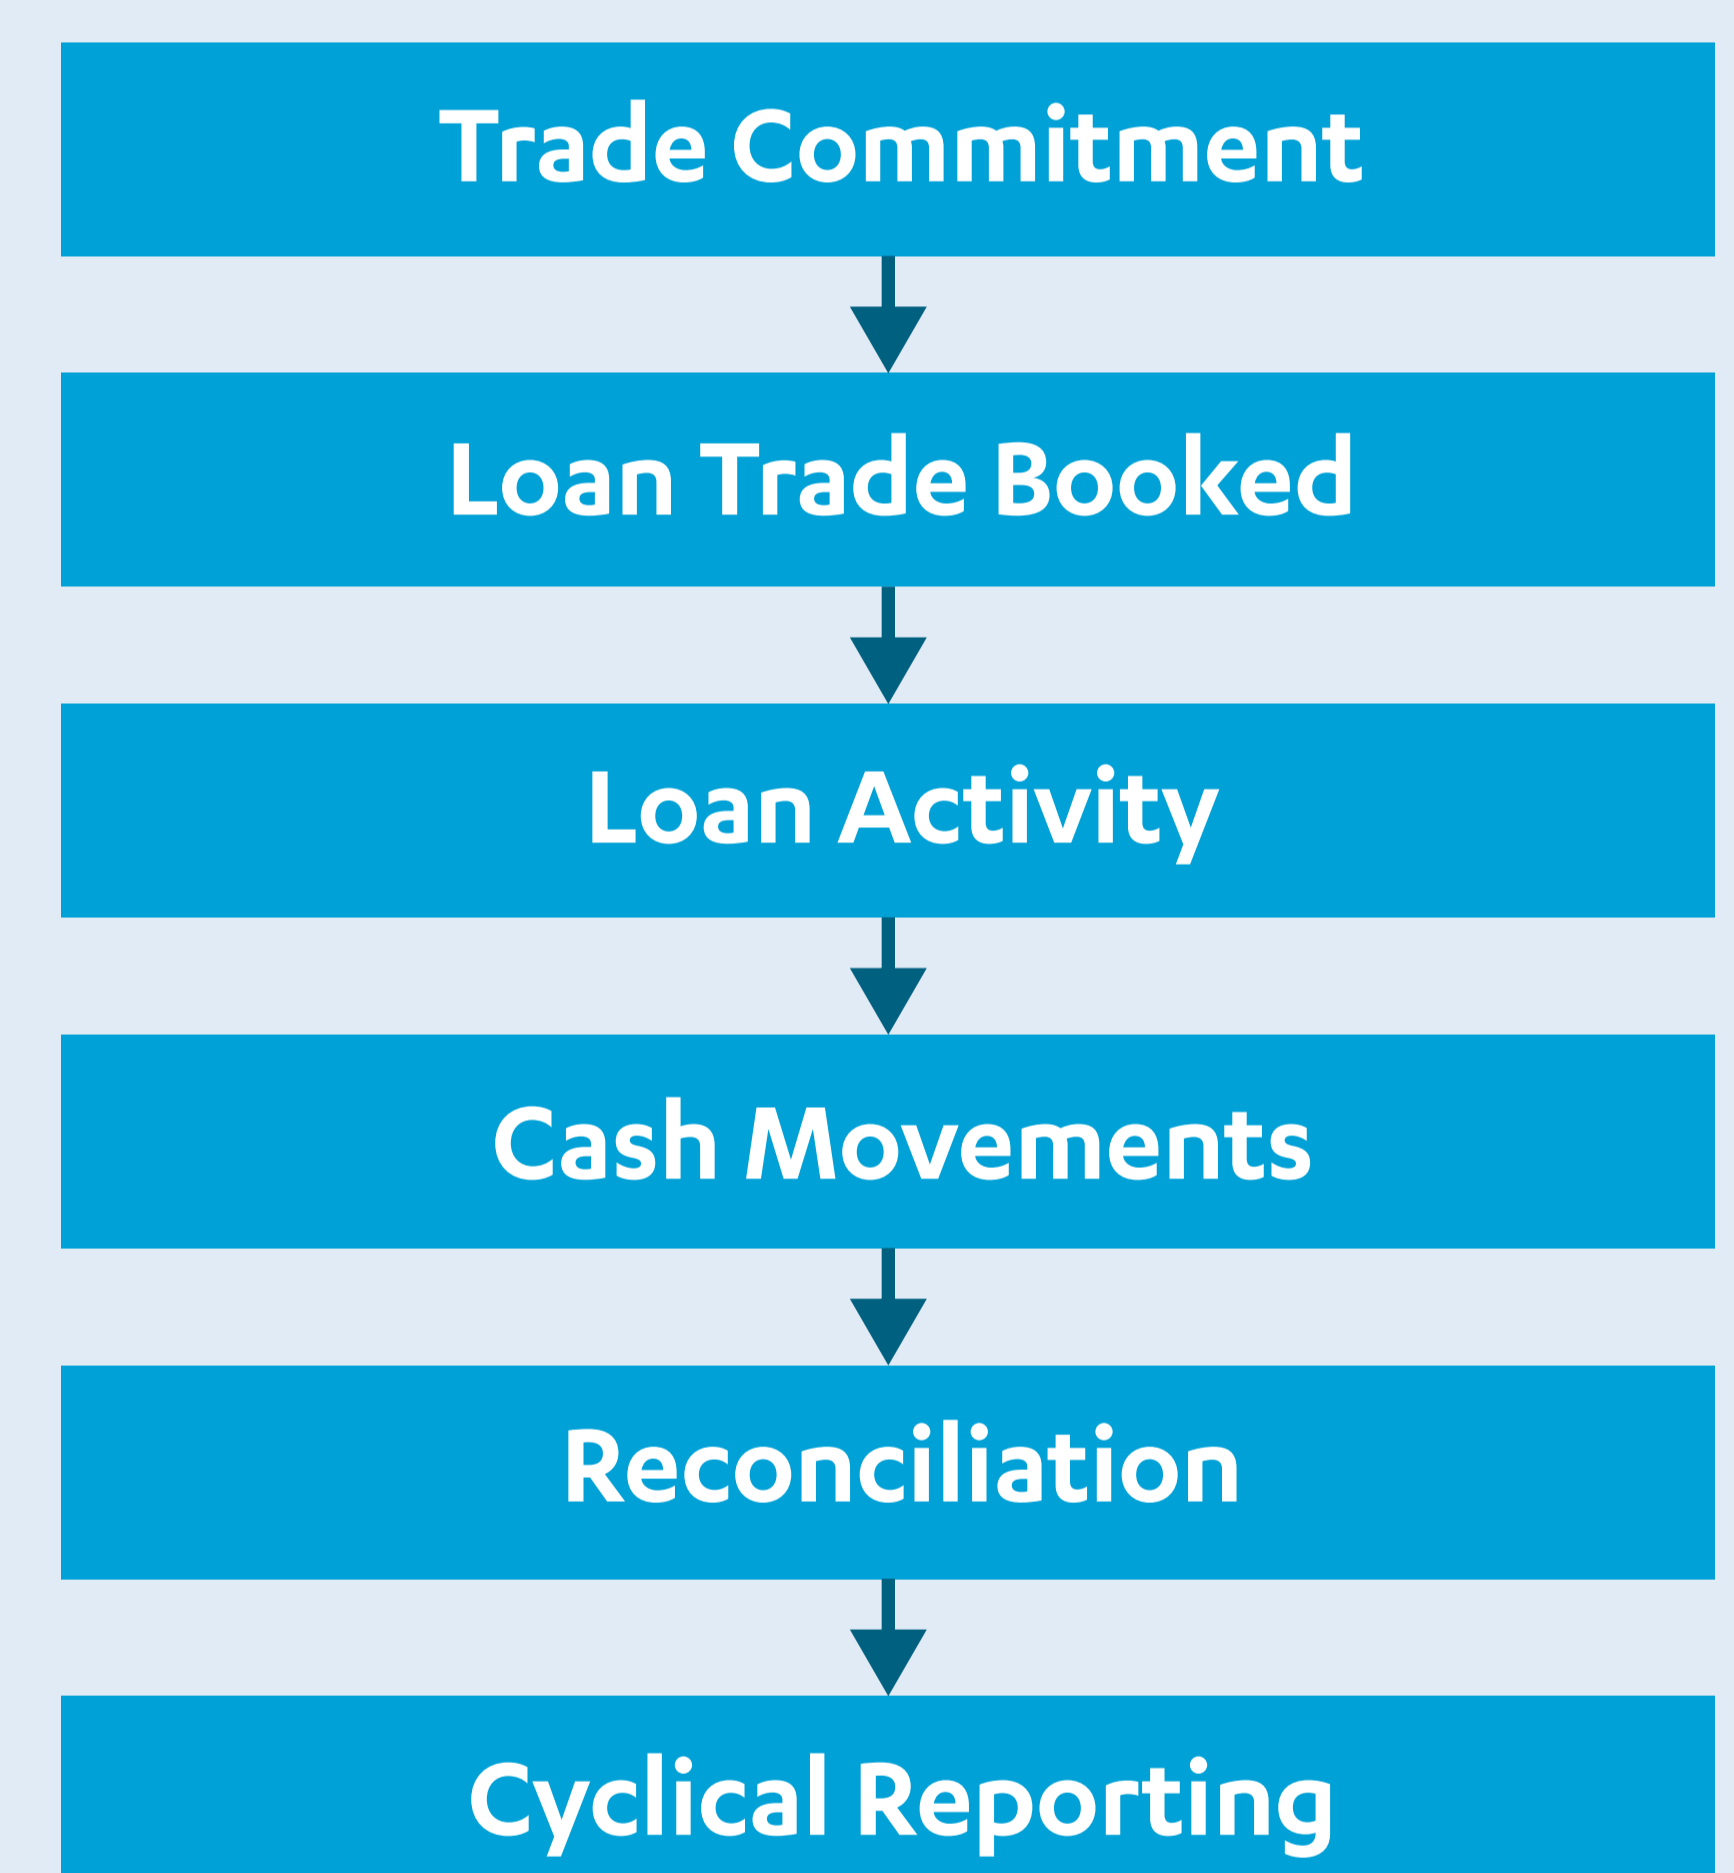 Trade Commitment
Loan Trade Booked
Loan Activity
Cash Movements
Reconciliation
Cyclical Reporting